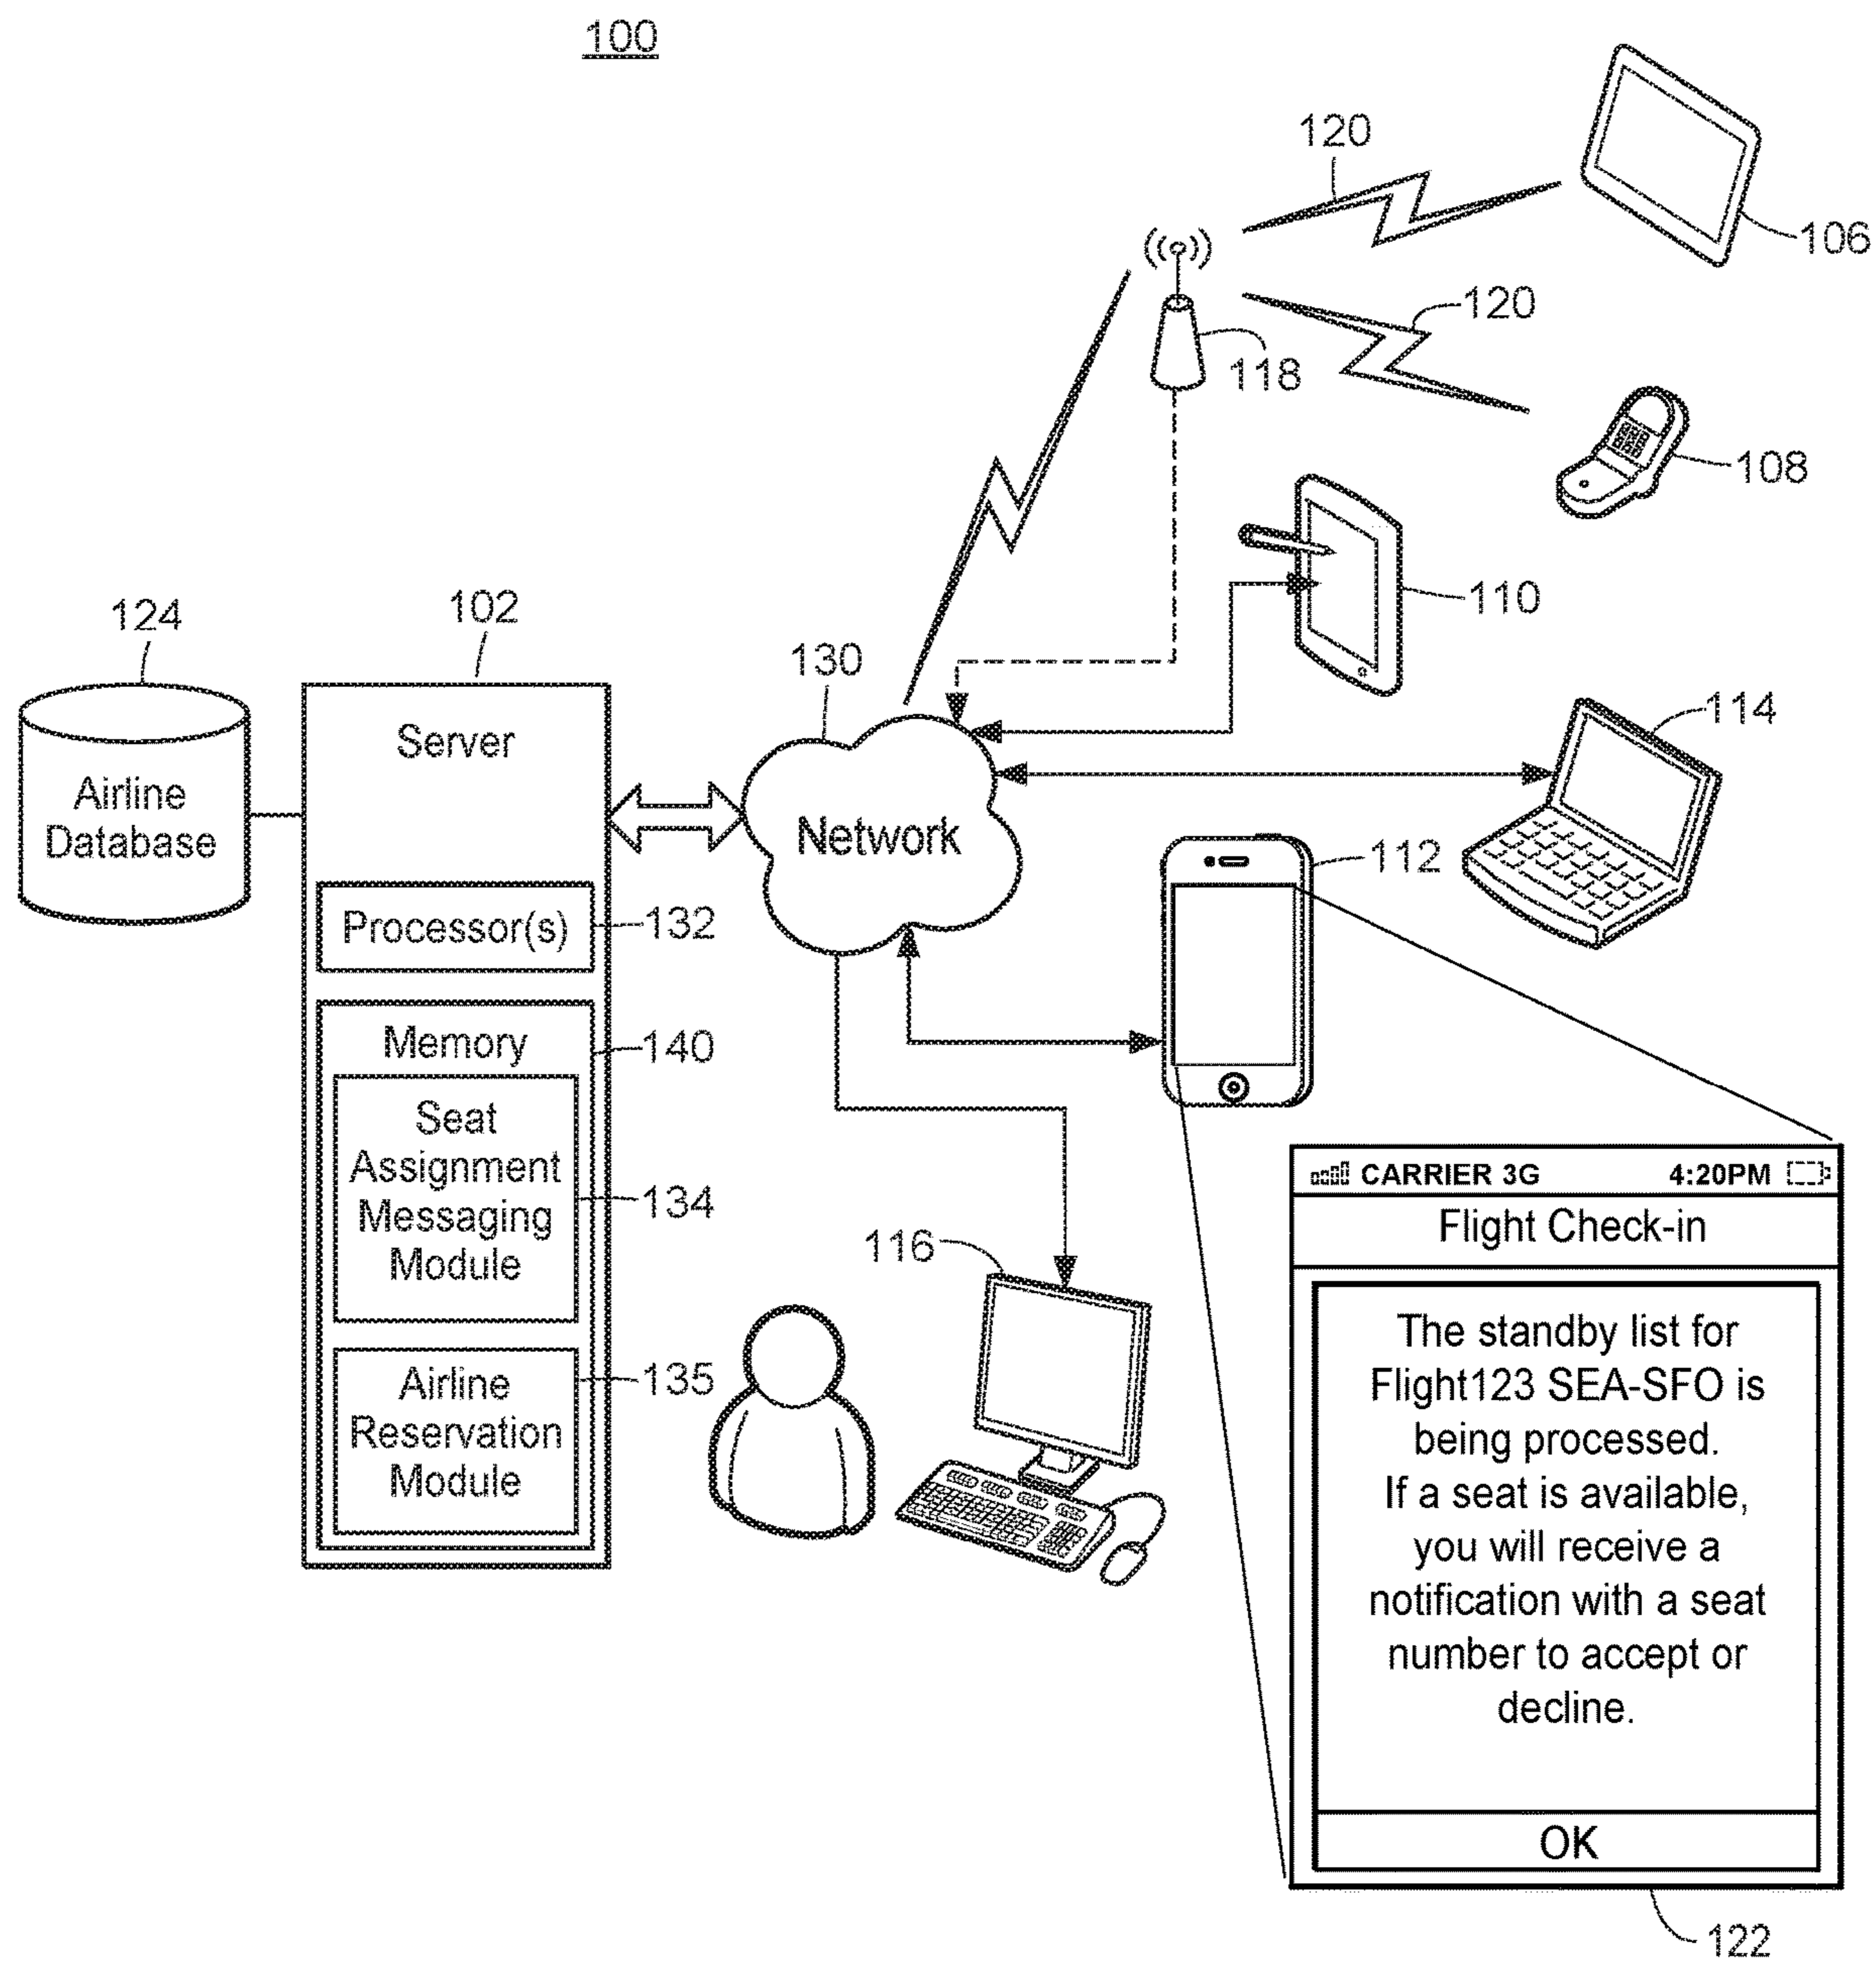 100
120
106
120
118
108
110
124
102
130
114
Server
Airline
Database
Network
112
Processor(s)
132
Memory
140
Seat
Assignment
Messaging
Module
134
116
Airline
Reservation
Module
135
CARRIER 3G 4:20PM
Flight Check-in
The standby list for
Flight123 SEA-SFO is
being processed.
If a seat is available,
you will receive a
notification with a seat
number to accept or
decline.
OK
122